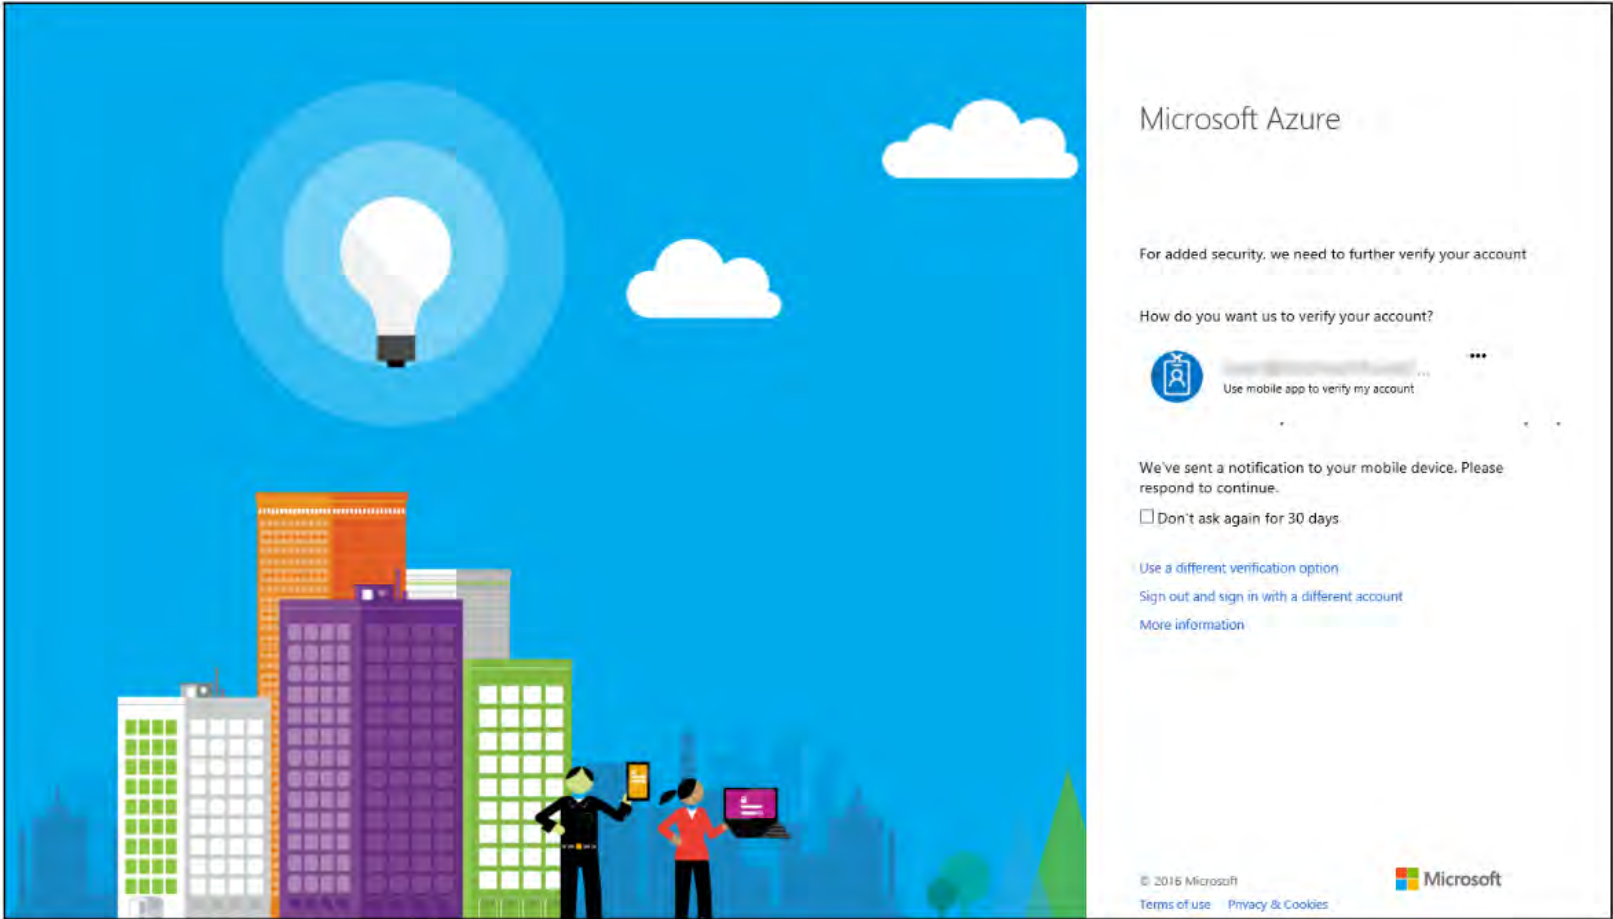 Microsoft Azure
For added security, we need to further verify your account
How do you want us to verify your account?
...
Use mobile app to verify my account
We've sent a notification to your mobile device. Please
respond to continue.
Don't ask again for 30 days
Use a different verification option
Sign out and sign in with a different account
More information
© 2016 Microsoft
Microsoft
Terms of use Privacy & Cookies